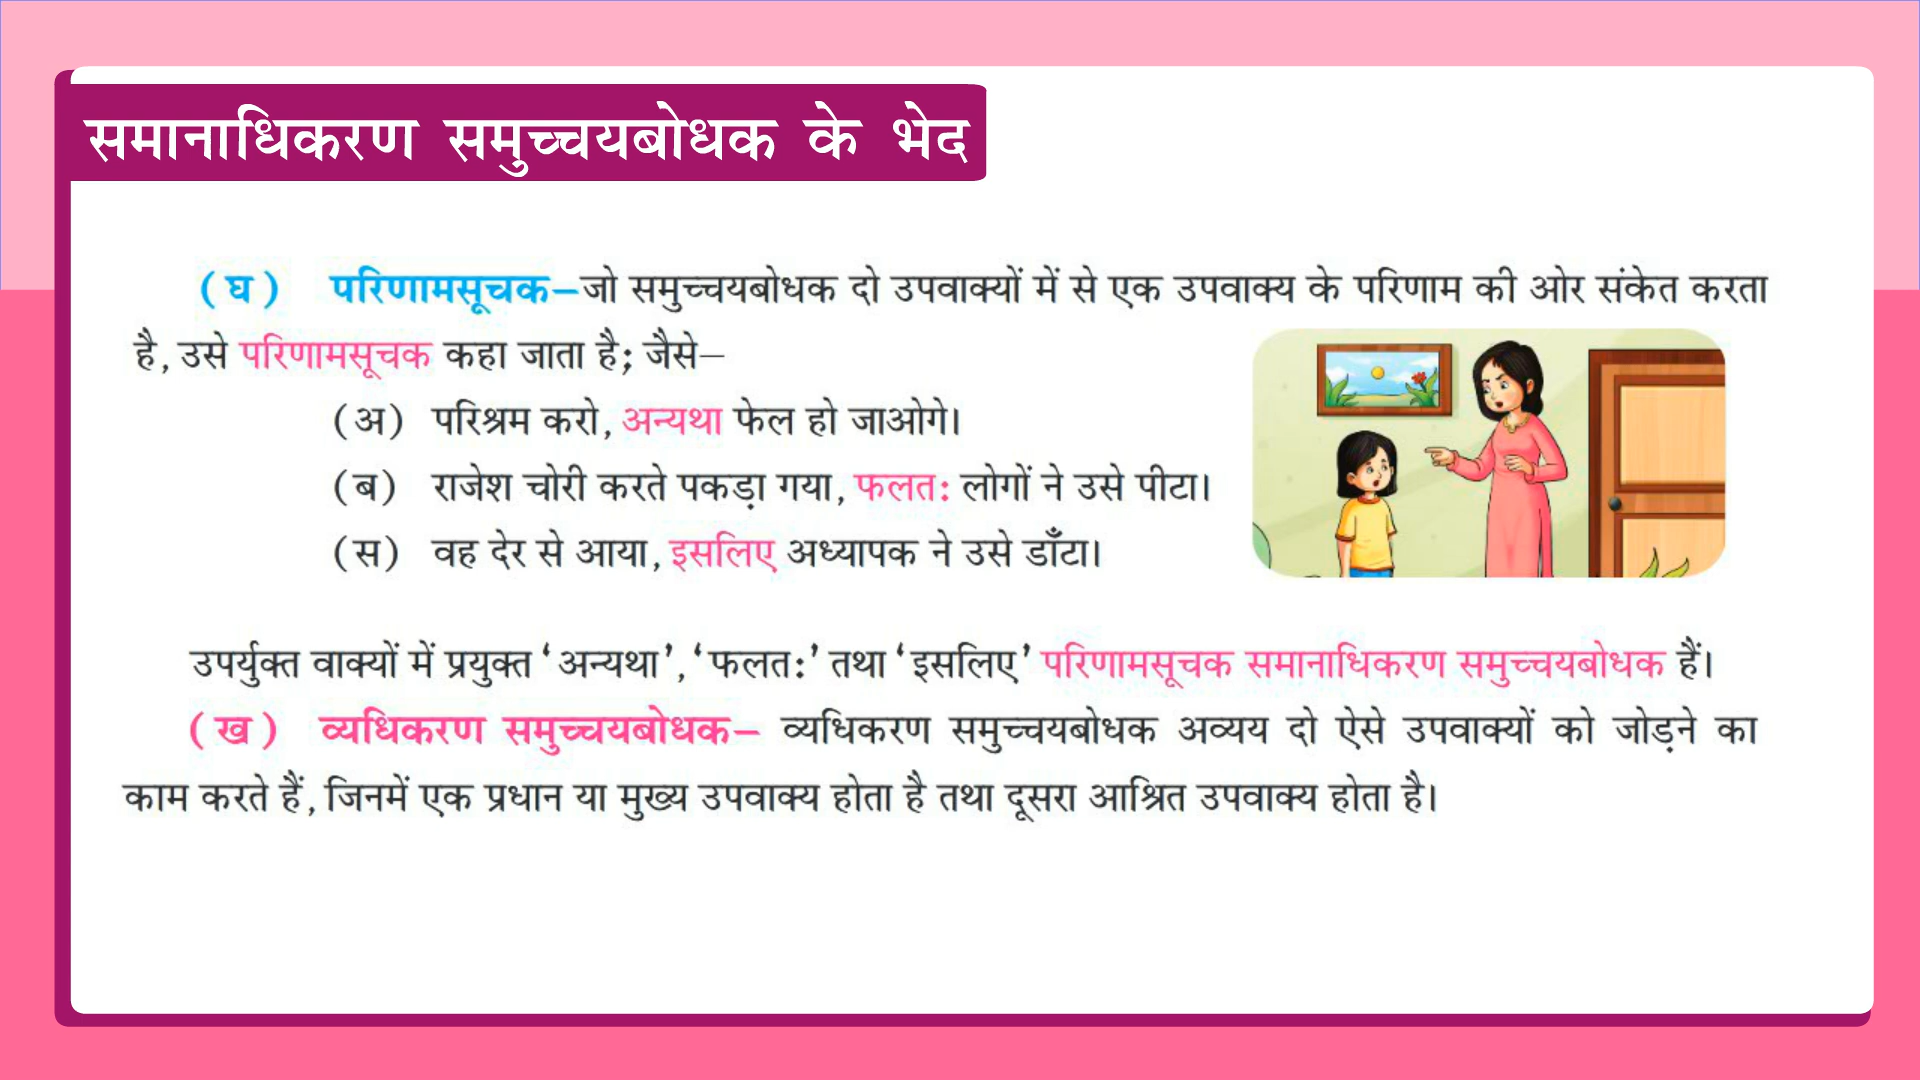 समानाधिकरण समुच्चयबोधक के भेद
(घ) परिणामसूचक–जो समुच्चयबोधक दो उपवाक्यों में से एक उपवाक्य के परिणाम की ओर संकेत करता
है, उसे परिणामसूचक कहा जाता है; जैसे–
(अ) परिश्रम करो, अन्यथा फेल हो जाओगे।
(ब) राजेश चोरी करते पकड़ा गया, फलत: लोगों ने उसे पीटा।
(स) वह देर से आया, इसलिए अध्यापक ने उसे डाँटा।
उपर्युक्त वाक्यों में प्रयुक्त ‘अन्यथा’, ‘फलत:’ तथा ‘इसलिए’ परिणामसूचक समानाधिकरण समुच्चयबोधक हैं।
(ख) व्यधिकरण समुच्चयबोधक– व्यधिकरण समुच्चयबोधक अव्यय दो ऐसे उपवाक्यों को जोड़ने का
काम करते हैं, जिनमें एक प्रधान या मुख्य उपवाक्य होता है तथा दूसरा आश्रित उपवाक्य होता है।